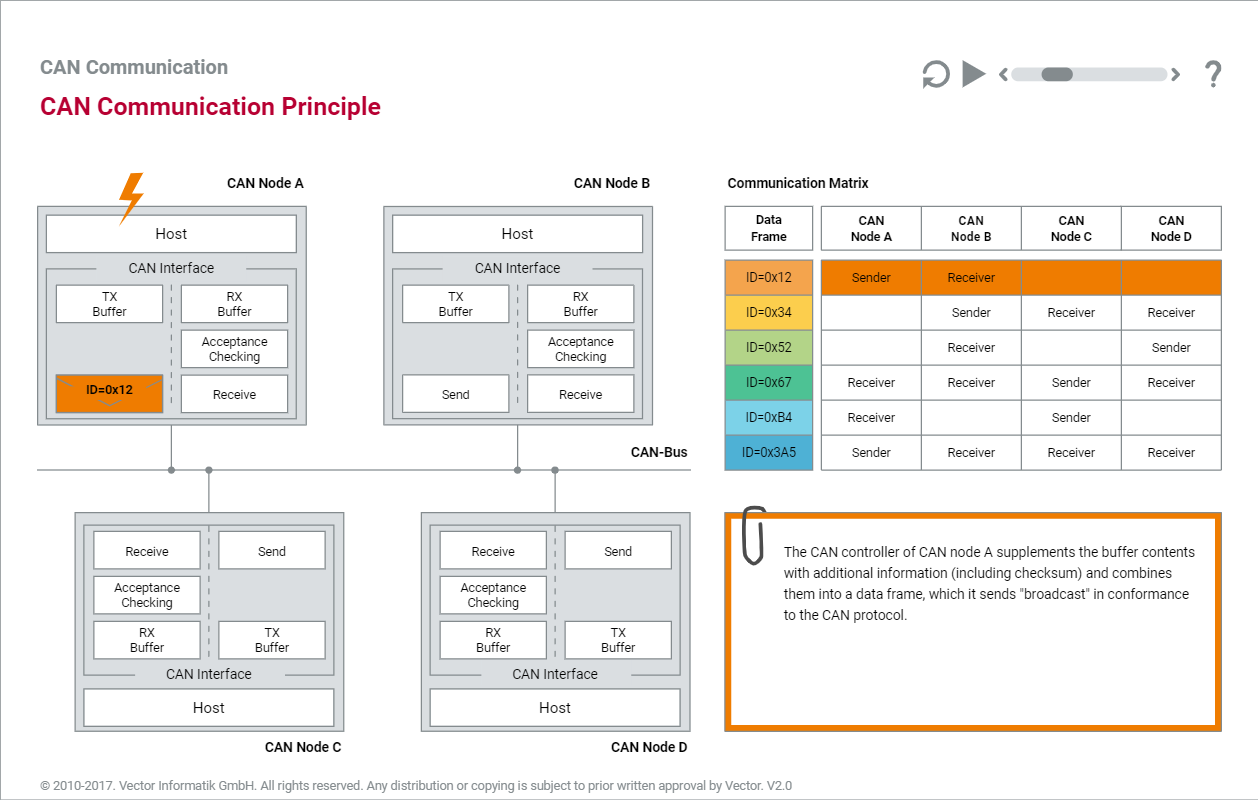 CAN Communication
CAN Communication Principle
?
CAN Node A
Host
CAN Interface
TX
Buffer
RX
Buffer
Acceptance
Checking
ID=0x12
Receive
CAN Node B
Host
CAN Interface
TX
Buffer
RX
Buffer
Acceptance
Checking
Send
Receive
CAN-Bus
Receive
Send
Acceptance
Checking
RX
Buffer
TX
Buffer
CAN Interface
Host
CAN Node C
Receive
Send
Acceptance
Checking
RX
Buffer
TX
Buffer
CAN Interface
Host
CAN Node D
Communication Matrix
Data
Frame
CAN
Node A
CAN
Node B
CAN
Node C
CAN
Node D
ID=0x12 Sender Receiver
ID=0x34 Sender Receiver Receiver
ID=0x52 Receiver Sender
ID=0x67 Receiver Receiver Sender Receiver
ID=0xB4 Receiver Sender
ID=0x3A5 Sender Receiver Receiver Receiver
The CAN controller of CAN node A supplements the buffer contents
with additional information (including checksum) and combines
them into a data frame, which it sends "broadcast" in conformance
to the CAN protocol.
© 2010-2017. Vector Informatik GmbH. All rights reserved. Any distribution or copying is subject to prior written approval by Vector. V2.0